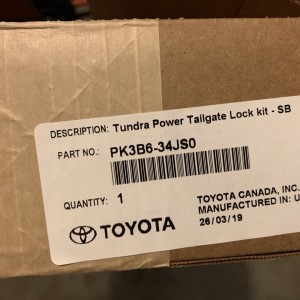 DESCRIPTION: Tundra Power Tailgate Lock kit - SB
PART NO.: PK3B6-34JS0
QUANTITY: 1
TOYOTA CANADA, INC.
MANUFACTURED IN: U
26/03/19
TOYOTA